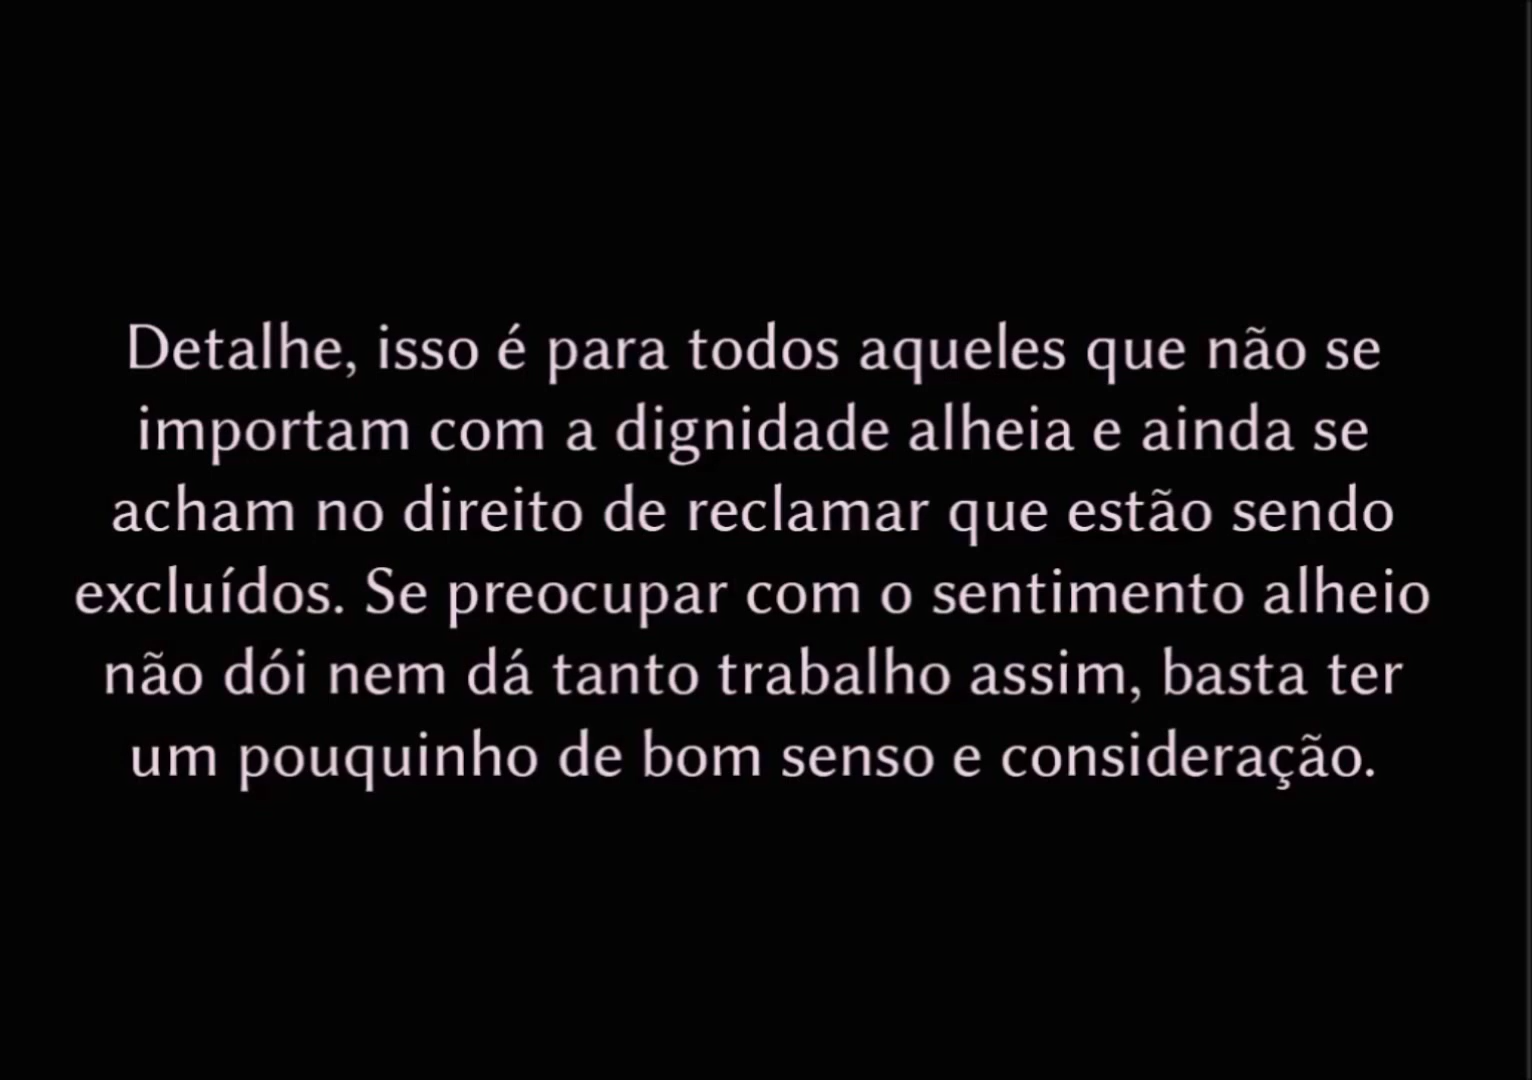 Detalhe, isso é para todos aqueles que não se
importam com a dignidade alheia e ainda se
acham no direito de reclamar que estão sendo
excluídos. Se preocupar com o sentimento alheio
não dói nem dá tanto trabalho assim, basta ter
um pouquinho de bom senso e consideração.